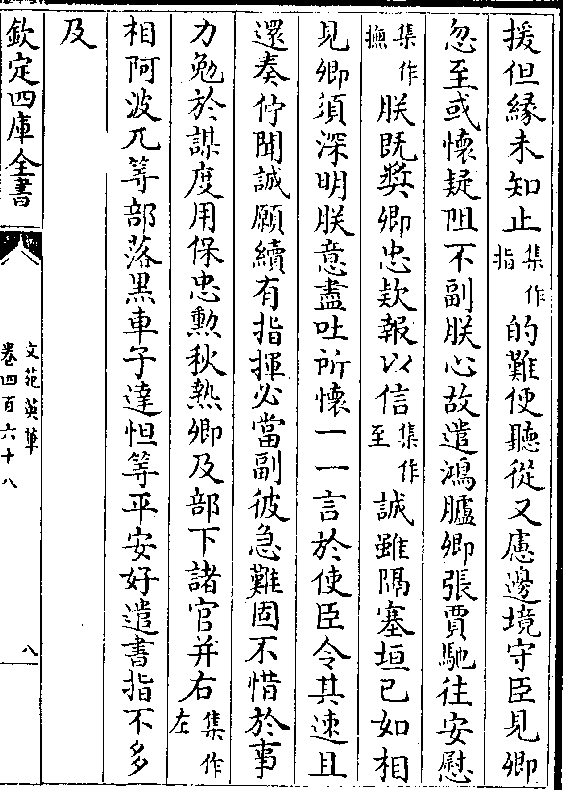 援但縁未知止集作指的難便聽從又慮邊境守臣見卿
忽至或懷疑阻不副朕心故遣鴻臚卿張賈馳往安慰
集作撫朕既奬卿忠欵報以信集作至誠雖隔塞垣已如相
見卿須深明朕意盡吐所懷一一言於使臣令其速且
還奏佇聞誠願續有指揮必當副彼急難固不惜於事
力勉於謀度用保忠勲秋熱卿及部下諸官并右集作左
相阿波兀等部落黒車子達怛等平安好遣書指不多
及
欽定四庫全書
文苑英華
卷四百六十八
八